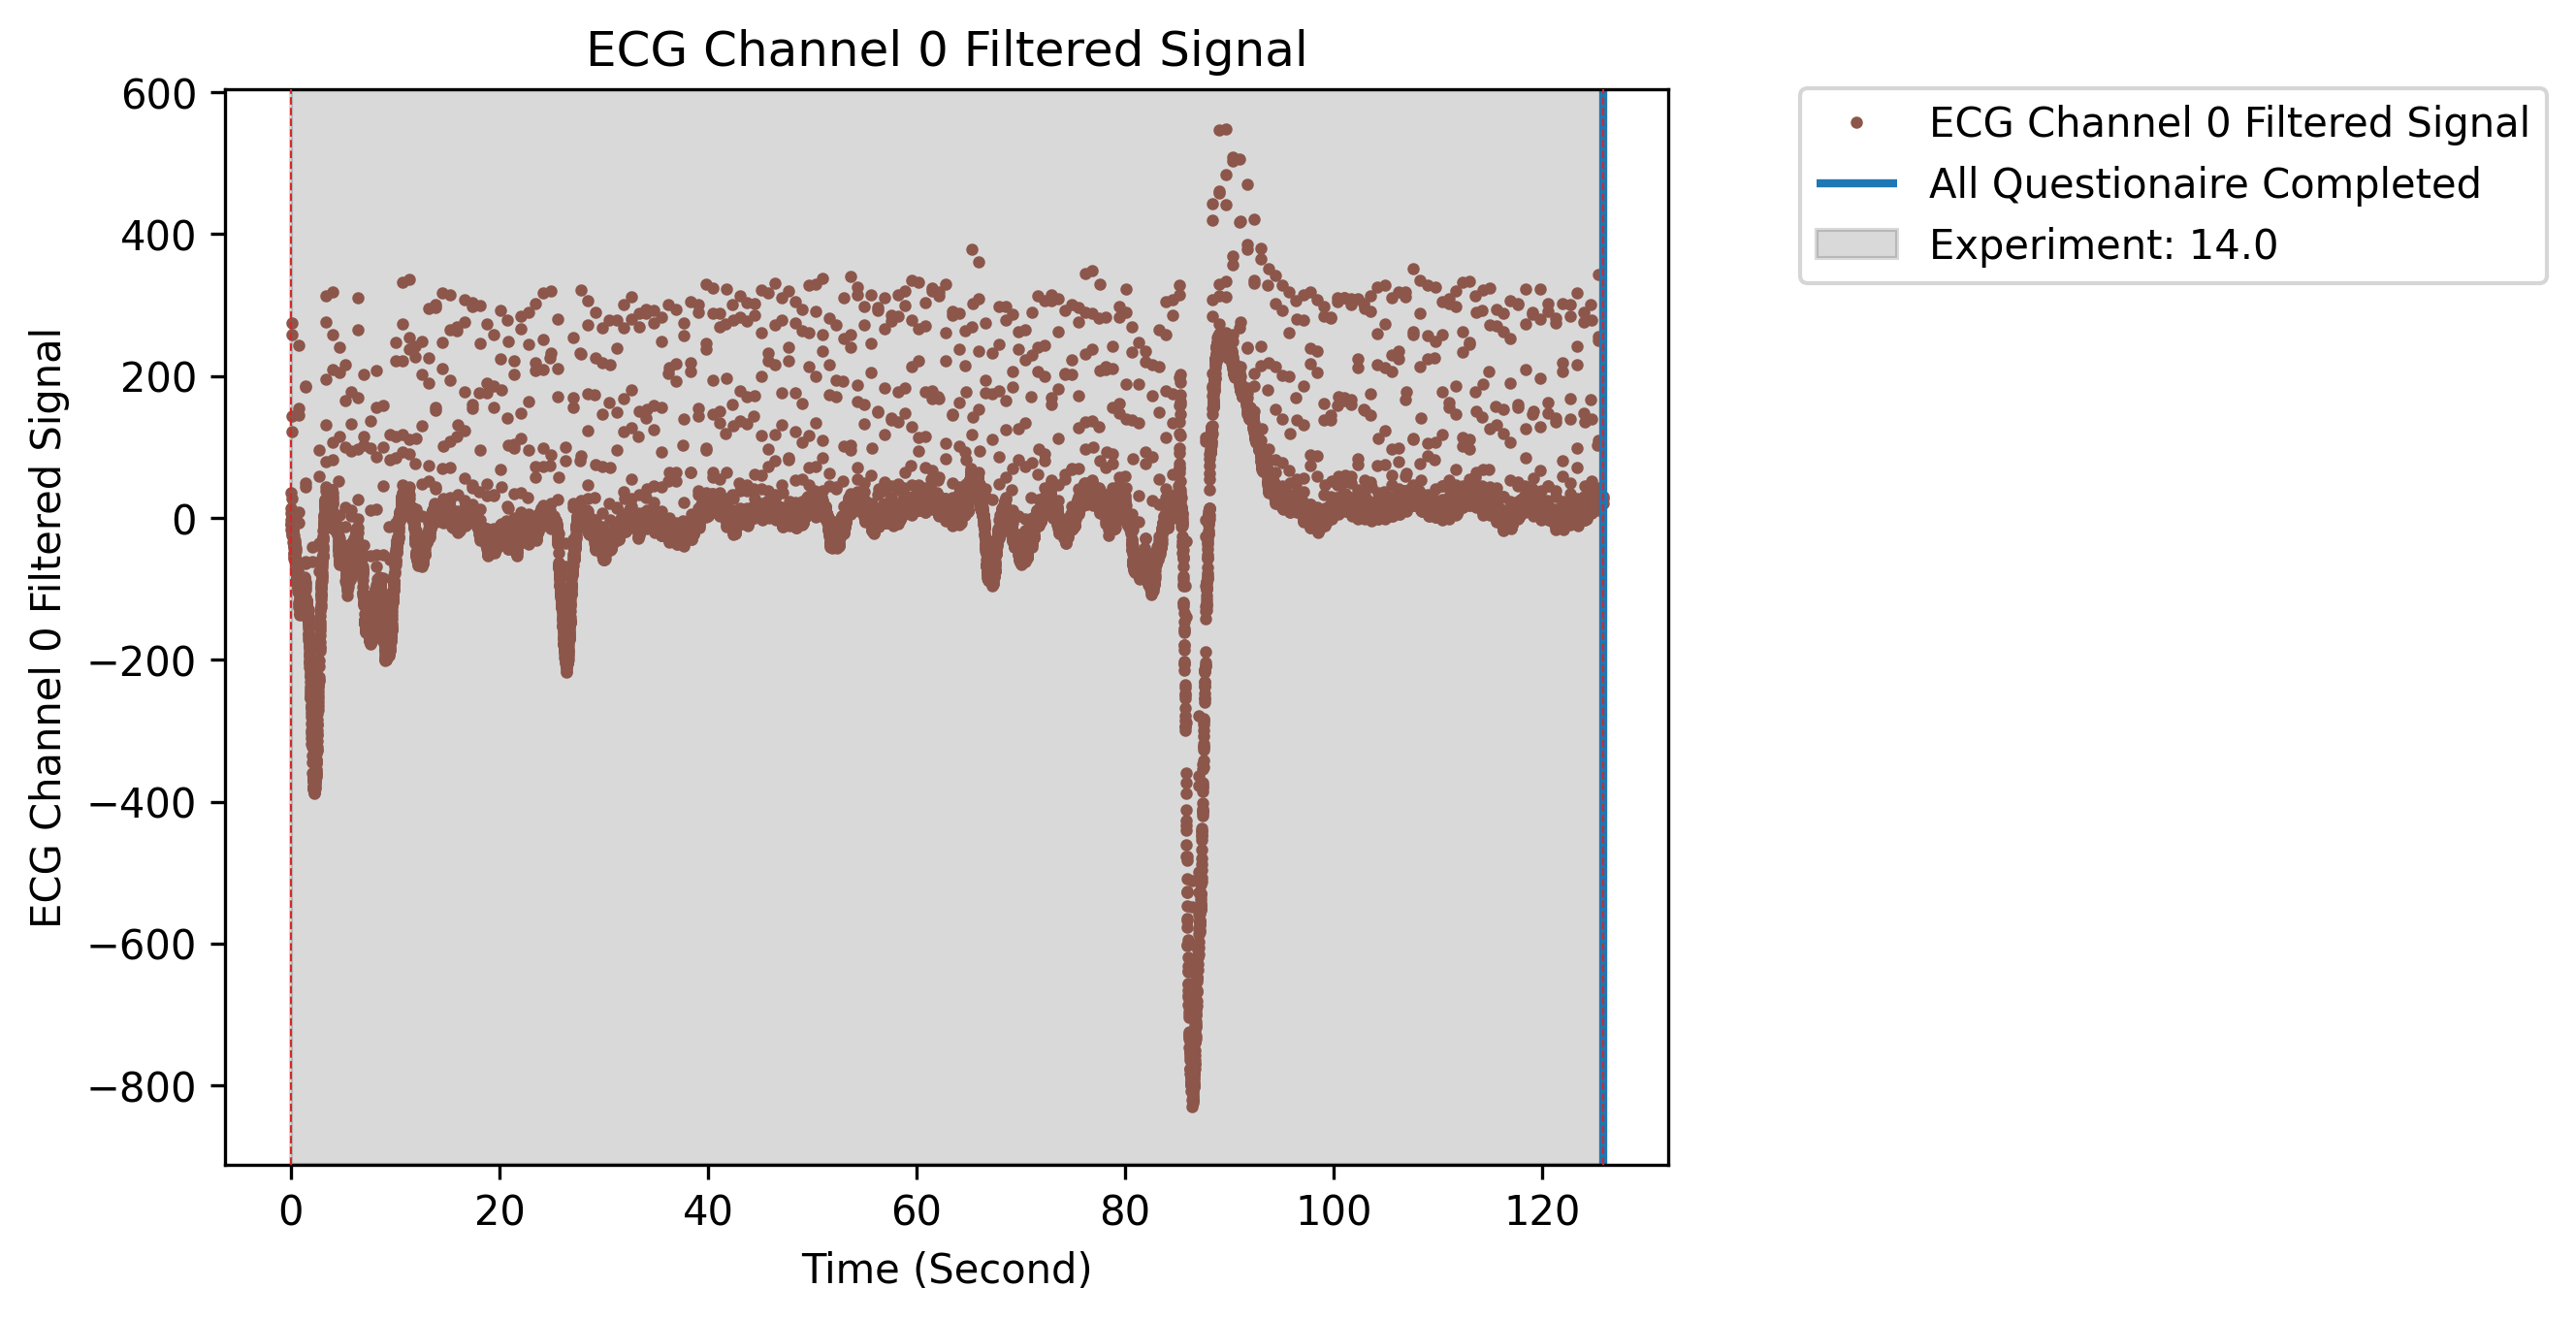 ECG Channel 0 Filtered Signal
ECG Channel 0 Filtered Signal
600
400
200
0
−200
−400
−600
−800
0 20 40 60 80 100 120
Time (Second)
ECG Channel 0 Filtered Signal
All Questionaire Completed
Experiment: 14.0